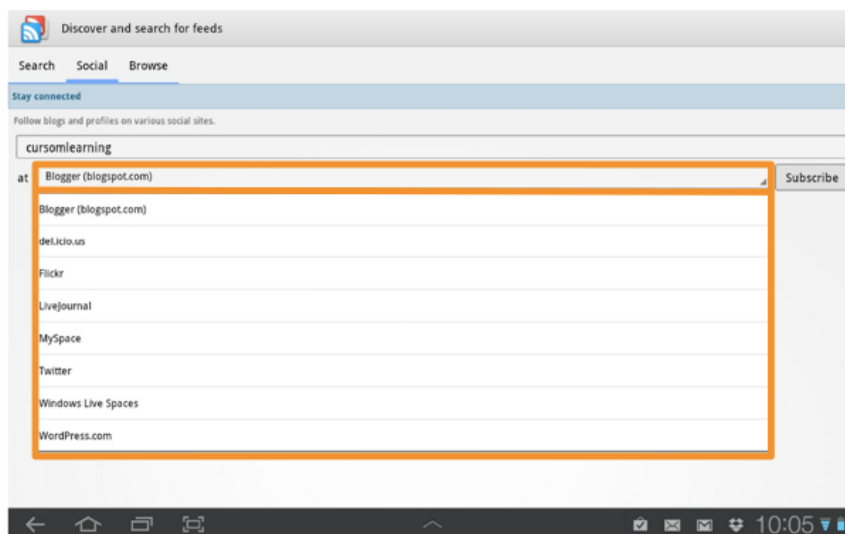 Discover and search for feeds
Search Social Browse
Stay connected
Follow blogs and profiles on various social sites.
cursomlearning
at Blogger (blogspot.com) Subscribe
Blogger (blogspot.com)
del.icio.us
Flickr
LiveJournal
MySpace
Twitter
Windows Live Spaces
WordPress.com
10:05